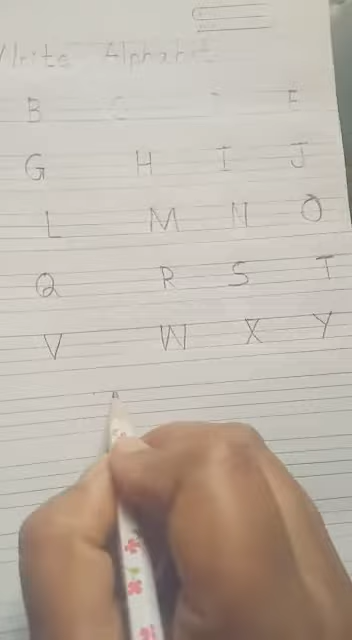 Write Alphabet
B C E
G H I J
L M N O
Q R S T
V W X Y